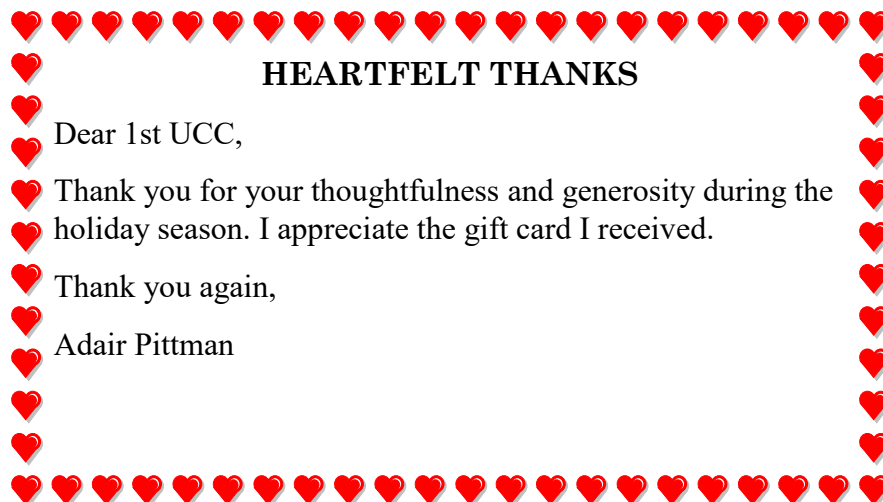 HEARTFELT THANKS
Dear 1st UCC,
Thank you for your thoughtfulness and generosity during the
holiday season. I appreciate the gift card I received.
Thank you again,
Adair Pittman